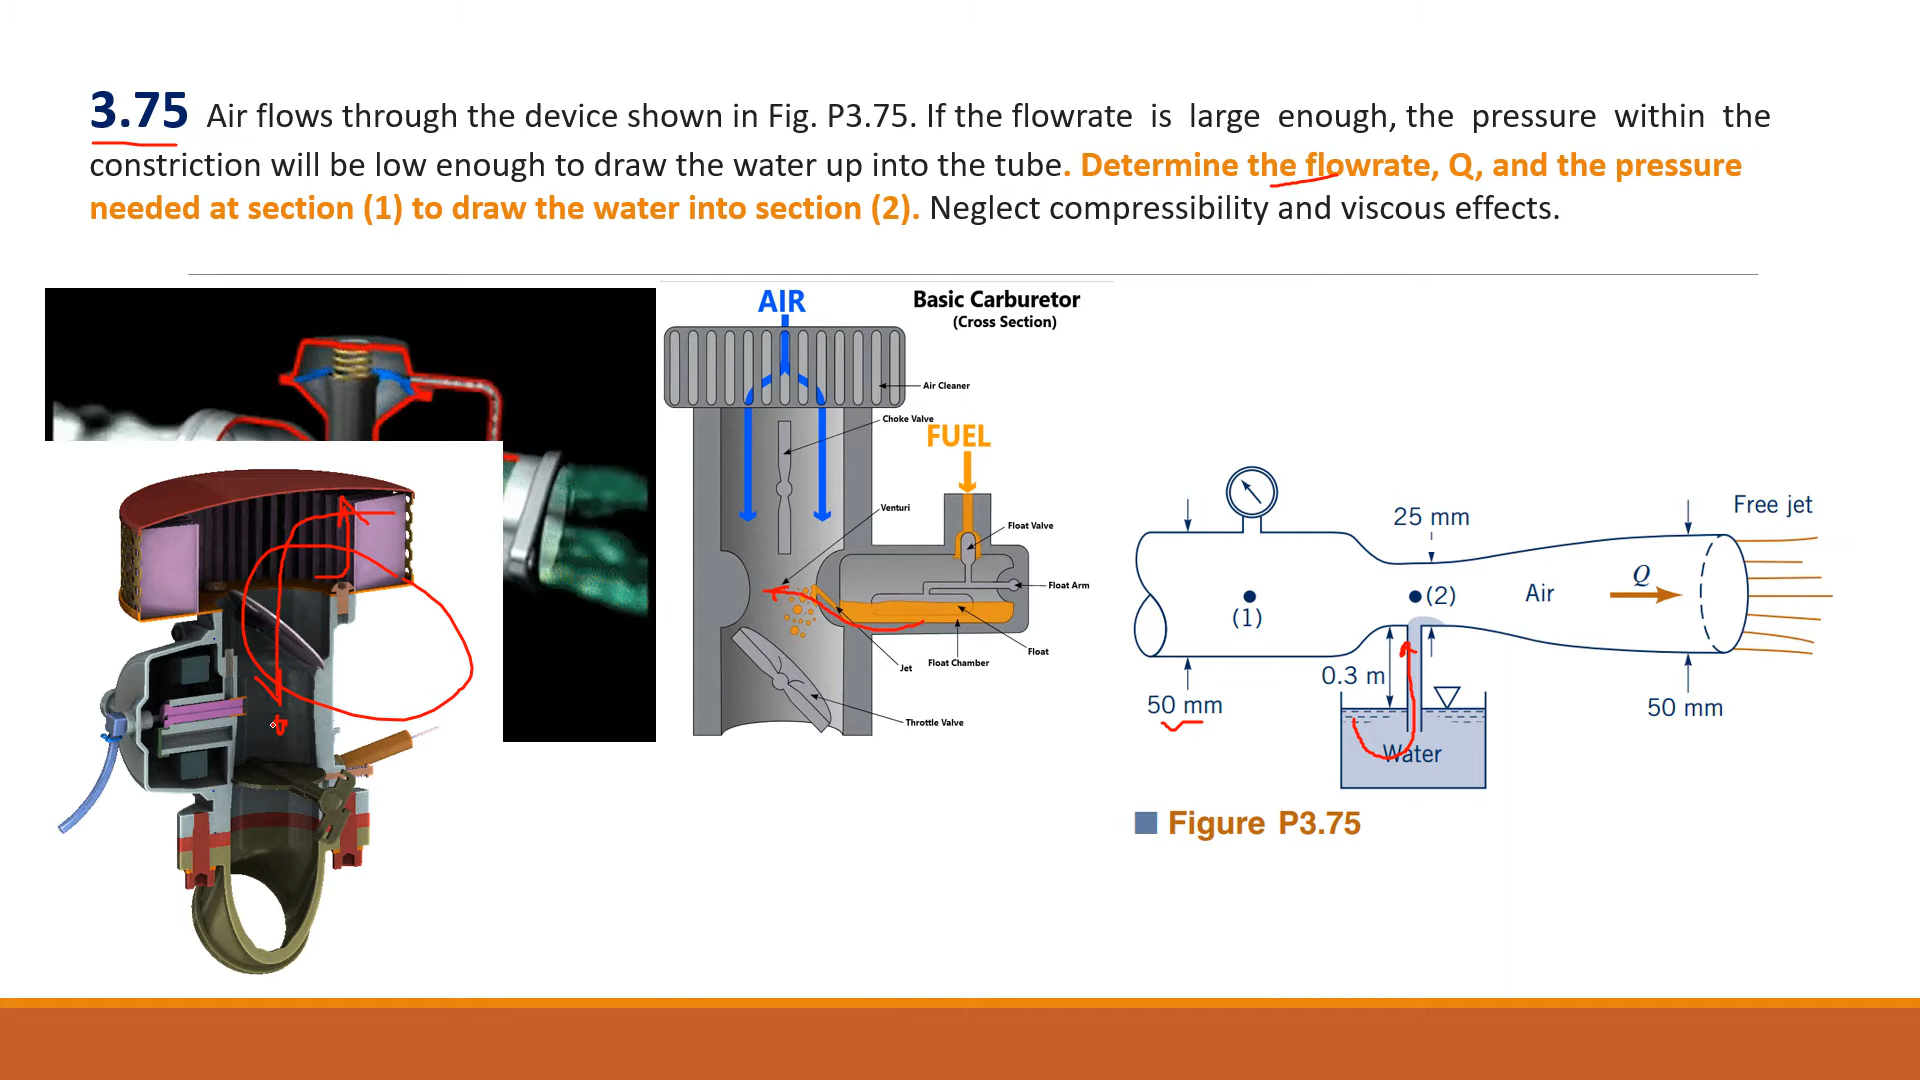 3.75 Air flows through the device shown in Fig. P3.75. If the flowrate is large enough, the pressure within the
constriction will be low enough to draw the water up into the tube. Determine the flowrate, Q, and the pressure
needed at section (1) to draw the water into section (2). Neglect compressibility and viscous effects.
AIR
Basic Carburetor
(Cross Section)
Air Cleaner
Choke Valve
FUEL
Venturi
Float Valve
Float Arm
Float
Float Chamber
Jet
Throttle Valve
Free jet
25 mm
Q
(1)
(2)
Air
0.3 m
50 mm
50 mm
Water
Figure P3.75